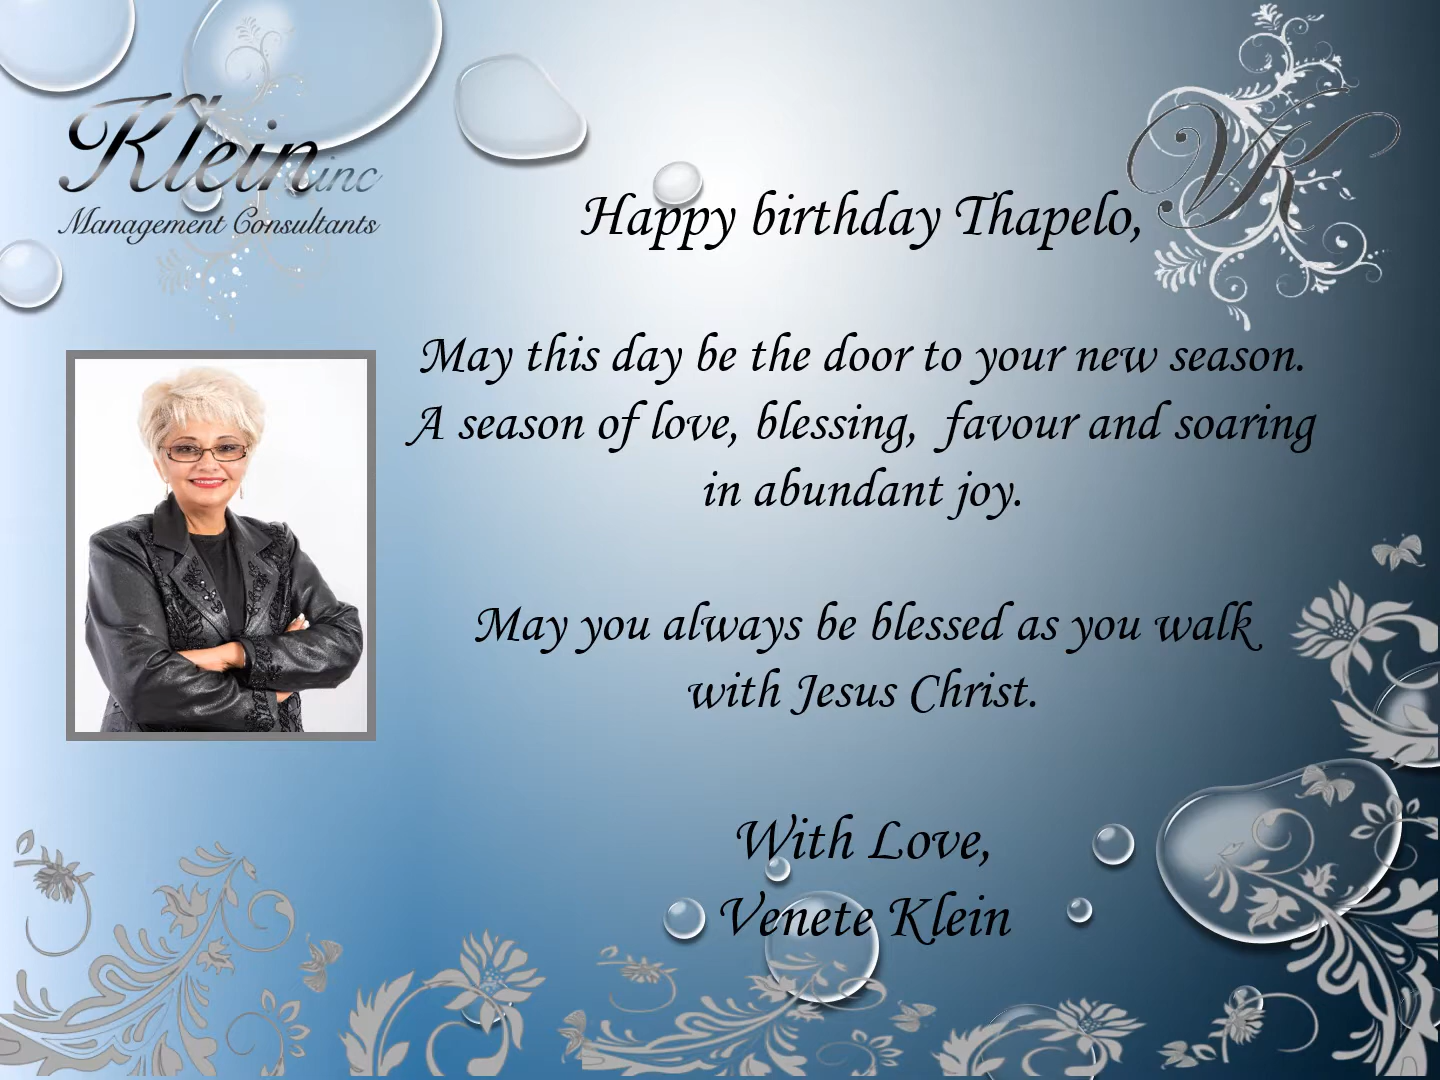 Klein inc
Management Consultants
VK
Happy birthday Thapelo,
May this day be the door to your new season.
A season of love, blessing, favour and soaring
in abundant joy.
May you always be blessed as you walk
with Jesus Christ.
With Love,
Venete Klein